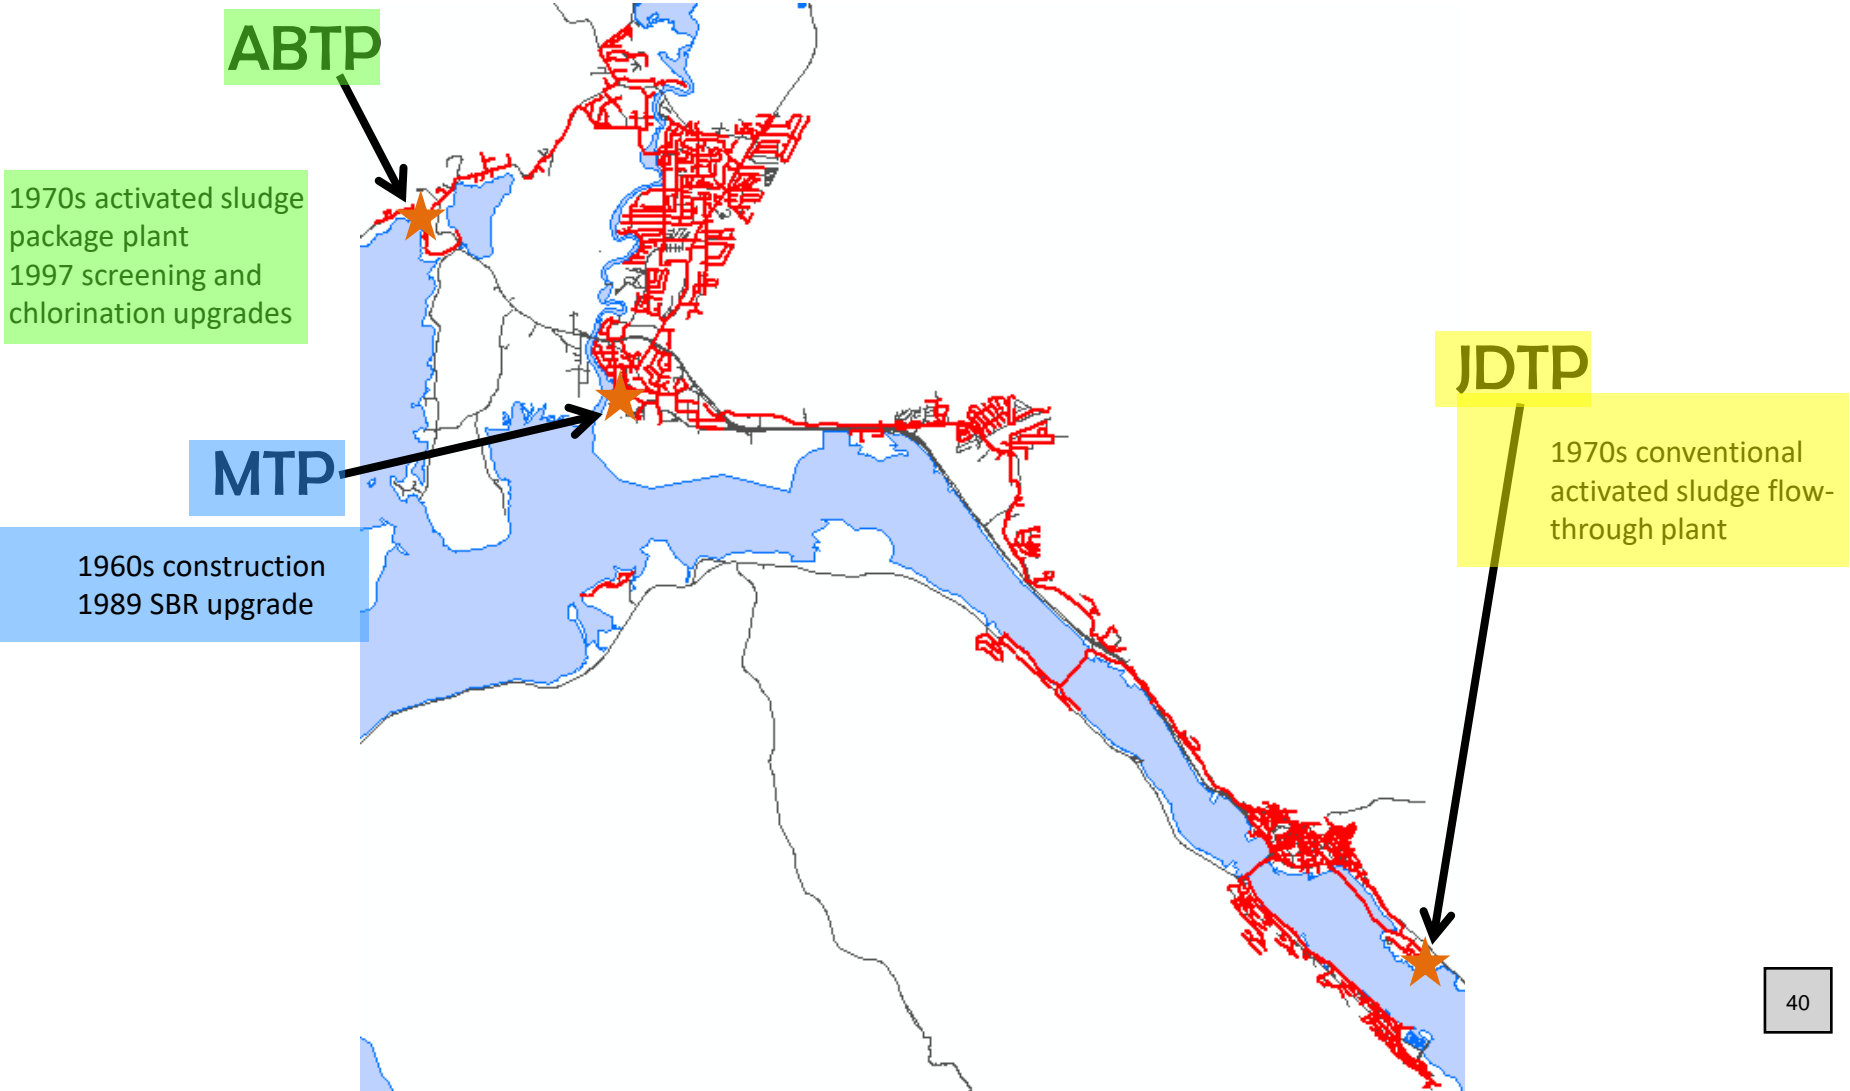 ABTP
1970s activated sludge
package plant
1997 screening and
chlorination upgrades
MTP
1960s construction
1989 SBR upgrade
JDTP
1970s conventional
activated sludge flow-
through plant
40